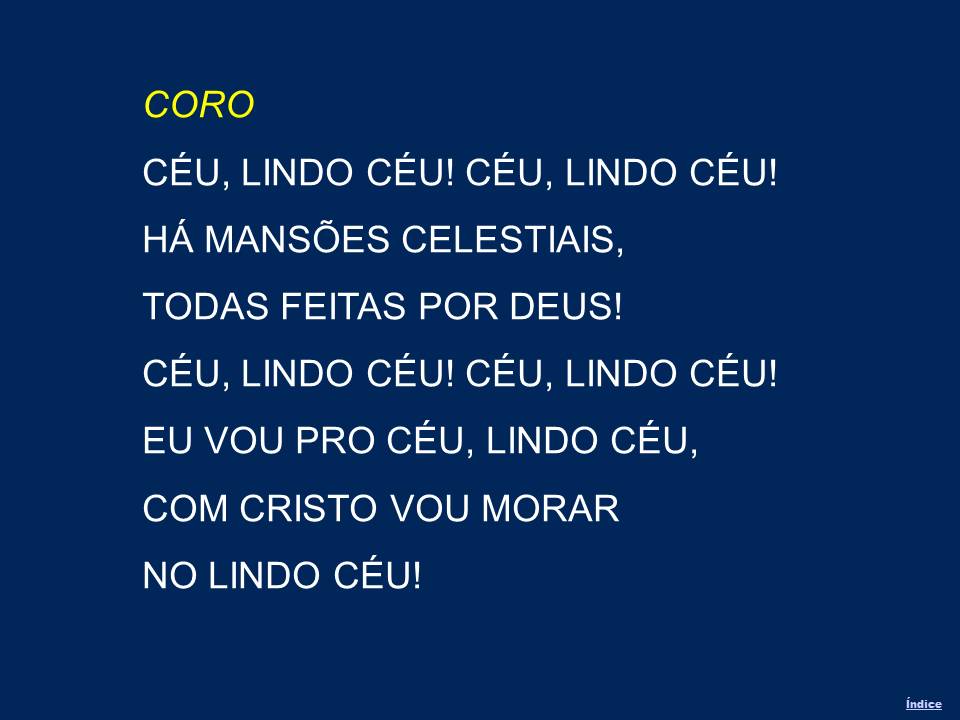 CORO
CÉU, LINDO CÉU! CÉU, LINDO CÉU!
HÁ MANSÕES CELESTIAIS,
TODAS FEITAS POR DEUS!
CÉU, LINDO CÉU! CÉU, LINDO CÉU!
EU VOU PRO CÉU, LINDO CÉU,
COM CRISTO VOU MORAR
NO LINDO CÉU!
Índice